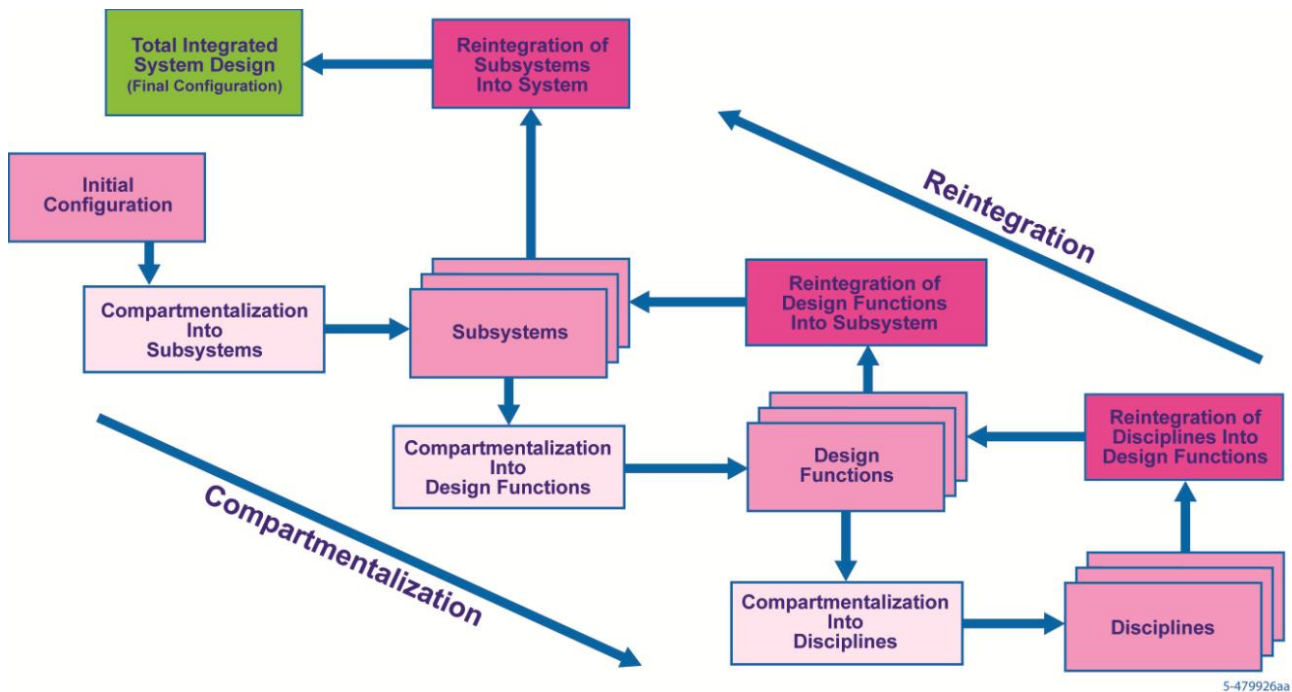 Total Integrated
System Design
(Final Configuration)
Reintegration of
Subsystems
Into System
Initial
Configuration
Reintegration
Compartmentalization
Into
Subsystems
Subsystems
Reintegration of
Design Functions
Into Subsystem
Compartmentalization
Into
Design Functions
Design
Functions
Reintegration of
Disciplines Into
Design Functions
Compartmentalization
Compartmentalization
Into
Disciplines
Disciplines
5-479926aa